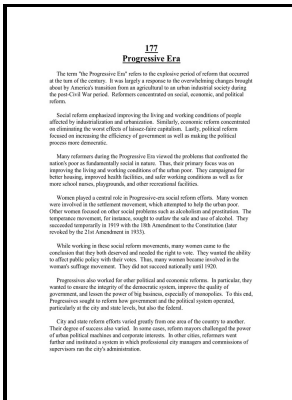 177
Progressive Era
The term "the Progressive Era" refers to the explosive period of reform that occurred
at the turn of the century. It was largely a response to the overwhelming changes brought
about by America's transition from an agricultural to an urban industrial society during
the post-Civil War period. Reformers concentrated on social, economic, and political
reform.
Social reform emphasized improving the living and working conditions of people
affected by industrialization and urbanization. Similarly, economic reform concentrated
on eliminating the worst effects of laissez-faire capitalism. Lastly, political reform
focused on increasing the efficiency of government as well as making the political
process more democratic.
Many reformers during the Progressive Era viewed the problems that confronted the
nation's poor as fundamentally social in nature. Thus, their primary focus was on
improving the living and working conditions of the urban poor. They campaigned for
better housing, improved health facilities, and safer working conditions as well as for
more school nurses, playgrounds, and other recreational facilities.
Women played a central role in Progressive-era social reform efforts. Many women
were involved in the settlement movement, which attempted to help the urban poor.
Other women focused on other social problems such as alcoholism and prostitution. The
temperance movement, for instance, sought to outlaw the sale and use of alcohol. They
succeeded temporarily in 1919 with the 18th Amendment to the Constitution (later
revoked by the 21st Amendment in 1933).
While working in these social reform movements, many women came to the
conclusion that they both deserved and needed the right to vote. They wanted the ability
to affect public policy with their votes. Thus, many women became involved in the
women's suffrage movement. They did not succeed nationally until 1920.
Progressives also worked for other political and economic reforms. In particular, they
wanted to ensure the integrity of the democratic system, improve the quality of
government, and lessen the power of big business, especially of monopolies. To this end,
Progressives sought to reform how government and the political system operated,
particularly at the city and state levels, but also the federal.
City and state reform efforts varied greatly from one area of the country to another.
Their degree of success also varied. In some cases, reform mayors challenged the power
of urban political machines and corporate interests. In other cities, reformers went
further and instituted a system in which professional city managers and commissions of
supervisors ran the city's administration.